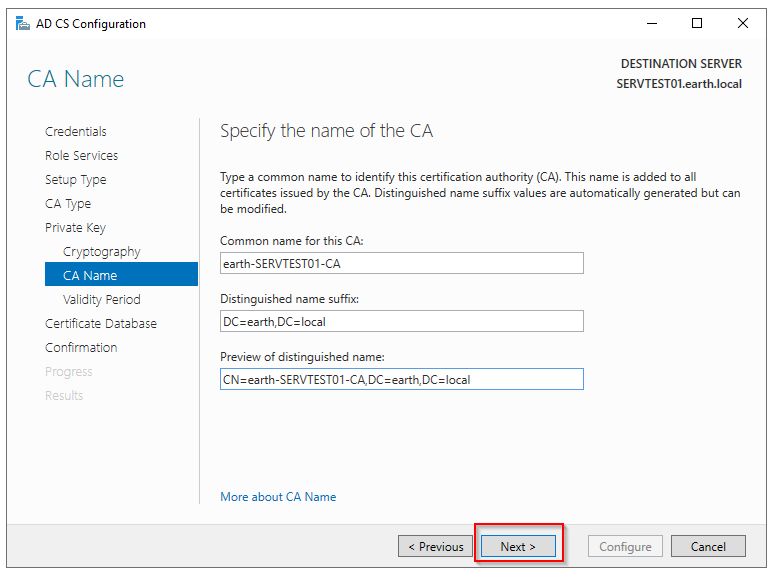 AD CS Configuration
CA Name
DESTINATION SERVER
SERVTEST01.earth.local
Credentials
Role Services
Setup Type
CA Type
Private Key
Cryptography
CA Name
Validity Period
Certificate Database
Confirmation
Progress
Results
Specify the name of the CA
Type a common name to identify this certification authority (CA). This name is added to all
certificates issued by the CA. Distinguished name suffix values are automatically generated but can
be modified.
Common name for this CA:
earth-SERVTEST01-CA
Distinguished name suffix:
DC=earth,DC=local
Preview of distinguished name:
CN=earth-SERVTEST01-CA,DC=earth,DC=local
More about CA Name
< Previous
Next >
Configure
Cancel